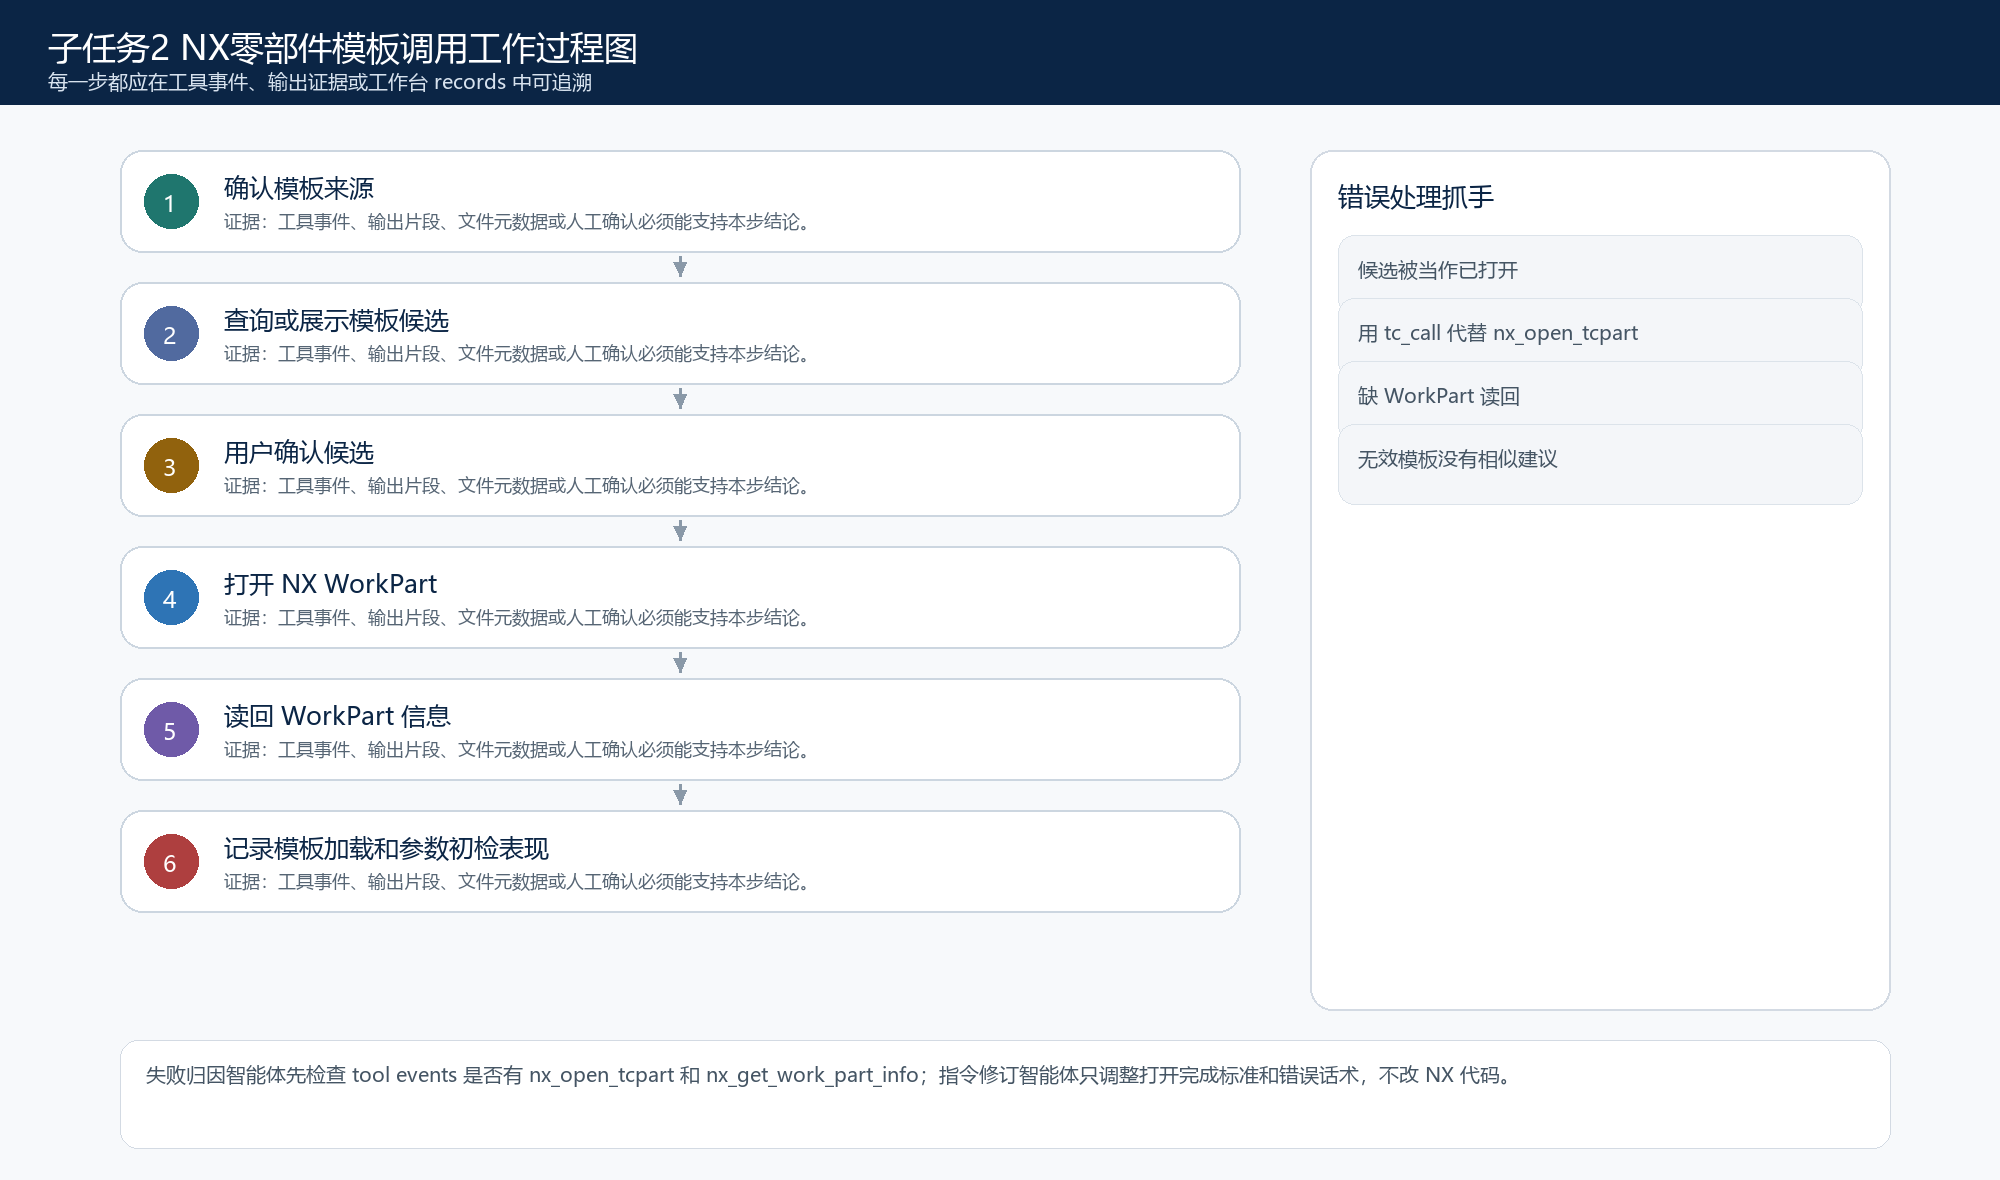 子任务2 NX零部件模板调用工作过程图
每一步都应在工具事件、输出证据或工作台 records 中可追溯
1
确认模板来源
证据：工具事件、输出片段、文件元数据或人工确认必须能支持本步结论。
2
查询或展示模板候选
证据：工具事件、输出片段、文件元数据或人工确认必须能支持本步结论。
3
用户确认候选
证据：工具事件、输出片段、文件元数据或人工确认必须能支持本步结论。
4
打开 NX WorkPart
证据：工具事件、输出片段、文件元数据或人工确认必须能支持本步结论。
5
读回 WorkPart 信息
证据：工具事件、输出片段、文件元数据或人工确认必须能支持本步结论。
6
记录模板加载和参数初检表现
证据：工具事件、输出片段、文件元数据或人工确认必须能支持本步结论。
错误处理抓手
候选被当作已打开
用 tc_call 代替 nx_open_tcpart
缺 WorkPart 读回
无效模板没有相似建议
失败归因智能体先检查 tool events 是否有 nx_open_tcpart 和 nx_get_work_part_info；指令修订智能体只调整打开完成标准和错误话术，不改 NX 代码。